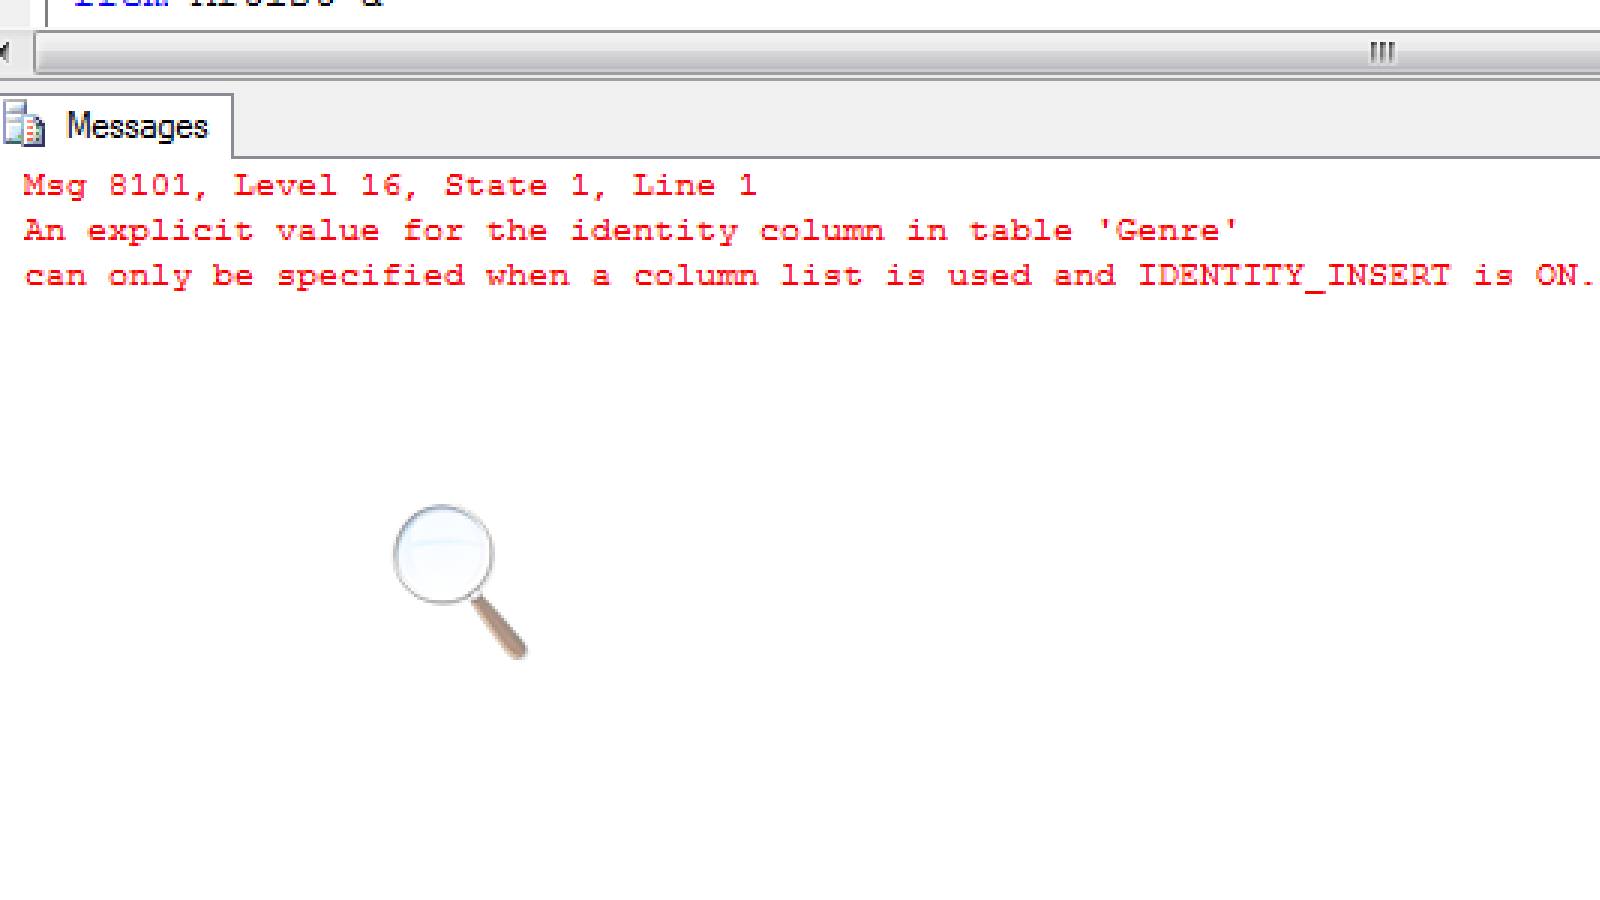 Messages
Msg 8101, Level 16, State 1, Line 1
An explicit value for the identity column in table 'Genre'
can only be specified when a column list is used and IDENTITY_INSERT is ON.